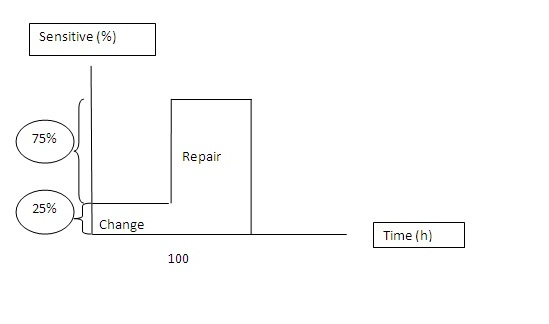 Sensitive (%)
75%
Repair
25%
Change
Time (h)
100